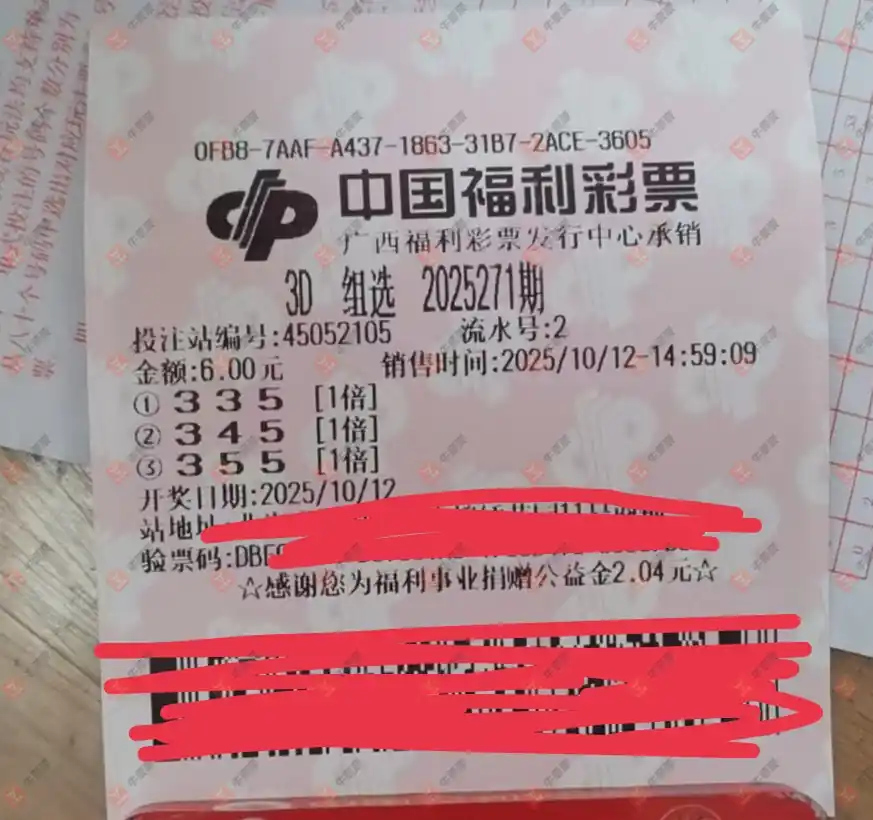 0FB8-7AAF-A437-1863-31B7-2ACE-3605
中国福利彩票
广西福利彩票发行中心承销
3D 组选 2025271期
投注站编号:45052105 流水号:2
金额:6.00元 销售时间:2025/10/12-14:59:09
① 3 3 5 [1倍]
② 3 4 5 [1倍]
③ 3 5 5 [1倍]
开奖日期:2025/10/12
站地址:
验票码:DBF
☆感谢您为福利事业捐赠公益金2.04元☆